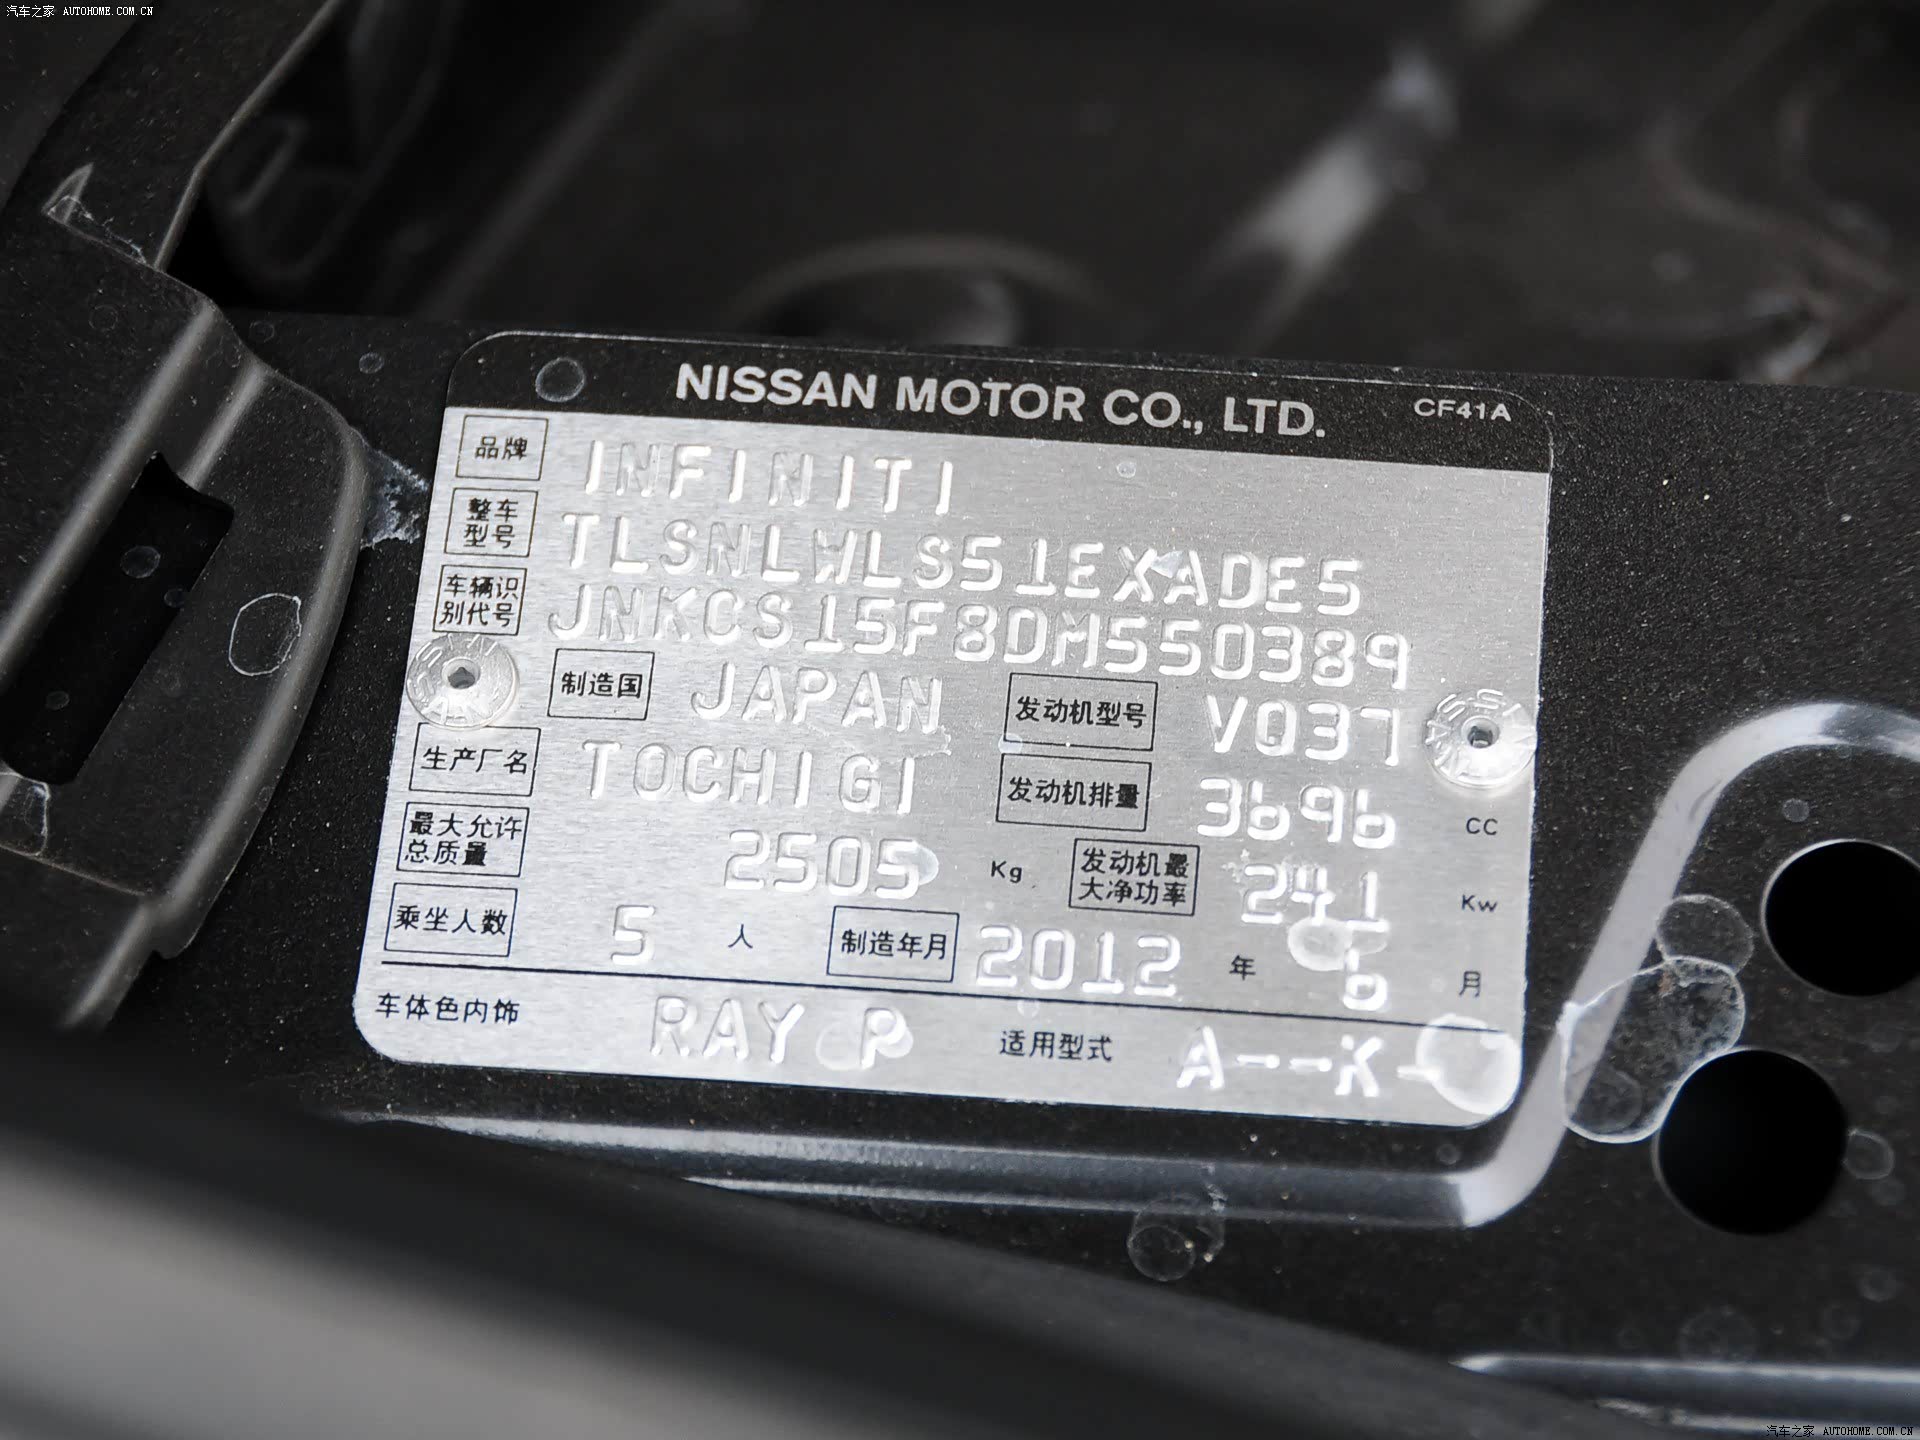 汽车之家 AUTOHOME.COM.CN
NISSAN MOTOR CO., LTD. CF41A
品牌 INFINITI
整车型号 TLSNLWLS51EXADE5
车辆识别代号 JNKCS15F8DM550389
制造国 JAPAN 发动机型号 VQ37
生产厂名 TOCHIGI 发动机排量 3696 CC
最大允许总质量 2505 Kg 发动机最大净功率 241 Kw
乘坐人数 5 人 制造年月 2012 年 6 月
车体色内饰 RAY P 适用型式 A--K-
汽车之家 AUTOHOME.COM.CN